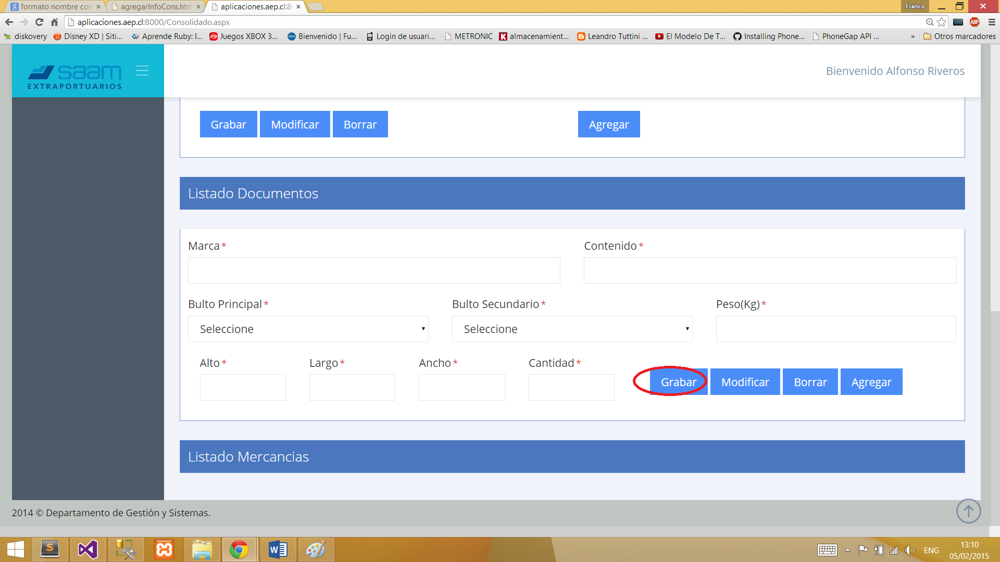 formato nombre con
agregarInfoCons.htm
aplicaciones.aep.cl:8
Franco
aplicaciones.aep.cl:8000/Consolidado.aspx
ABP
diskovery
Disney XD | Siti...
Aprende Ruby: I...
Juegos XBOX 3...
Bienvenido | Fu...
Login de usuari...
METRONIC
almacenamient...
Leandro Tuttini ...
El Modelo De T...
Installing Phone...
PhoneGap API ...
»
Otros marcadores
saam
EXTRAPORTUARIOS
Bienvenido Alfonso Riveros
Grabar Modificar Borrar Agregar
Listado Documentos
Marca * Contenido *
Bulto Principal * Bulto Secundario * Peso(Kg) *
Seleccione Seleccione
Alto * Largo * Ancho * Cantidad *
Grabar Modificar Borrar Agregar
Listado Mercancias
2014 © Departamento de Gestión y Sistemas.
ENG
13:10
05/02/2015